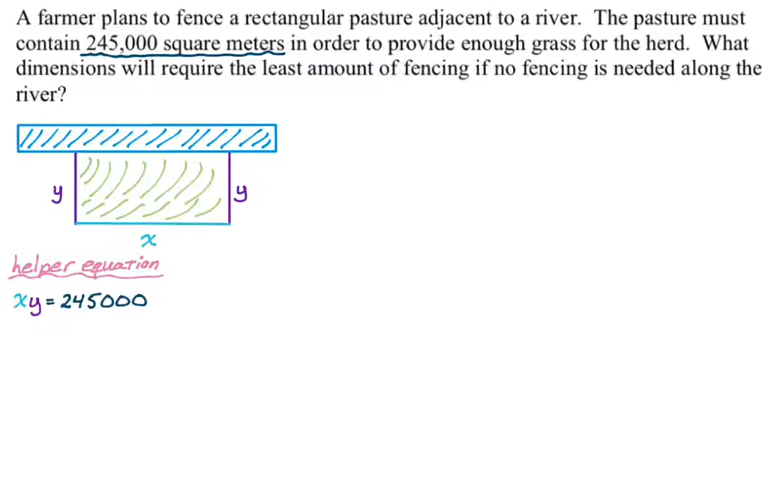 A farmer plans to fence a rectangular pasture adjacent to a river. The pasture must
contain 245,000 square meters in order to provide enough grass for the herd. What
dimensions will require the least amount of fencing if no fencing is needed along the
river?
y y
x
helper equation
xy = 245000